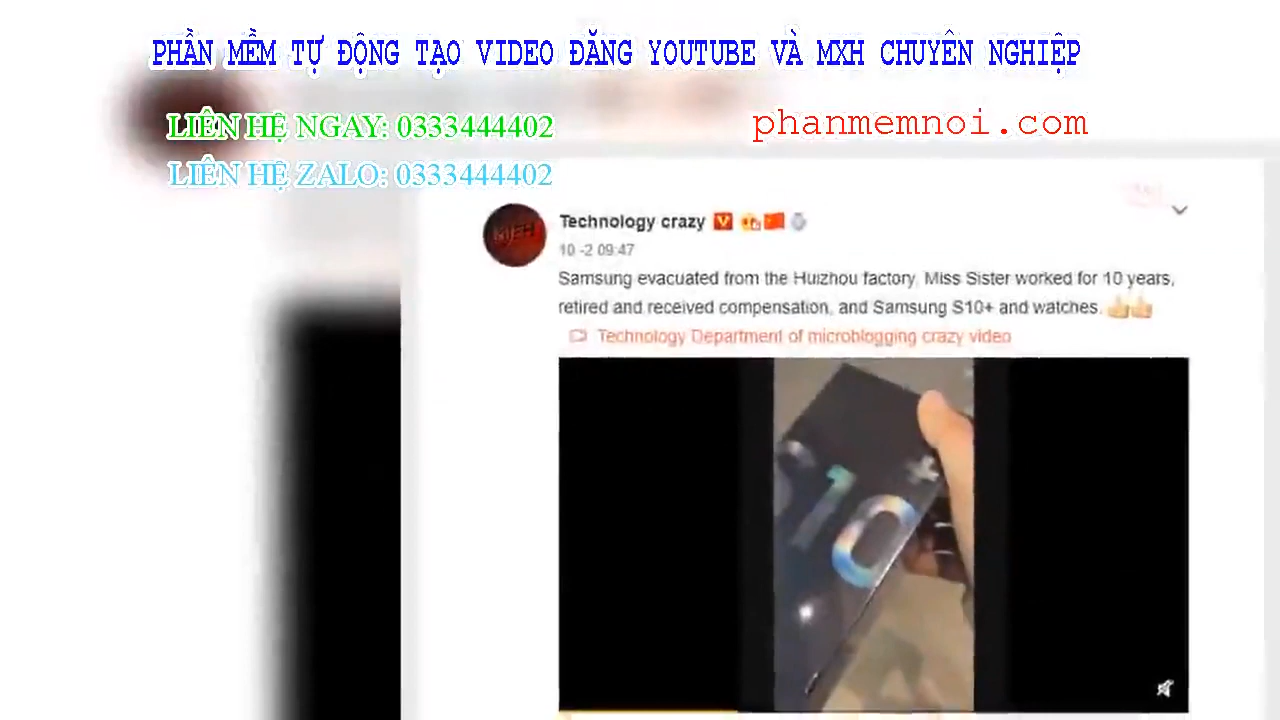 PHẦN MỀM TỰ ĐỘNG TẠO VIDEO ĐĂNG YOUTUBE VÀ MXH CHUYÊN NGHIỆP
LIÊN HỆ NGAY: 0333444402
phanmemnoi.com
LIÊN HỆ ZALO: 0333444402
Technology crazy
10 -2 09:47
Samsung evacuated from the Huizhou factory, Miss Sister worked for 10 years,
retired and received compensation, and Samsung S10+ and watches.
Technology Department of microblogging crazy video
S10+